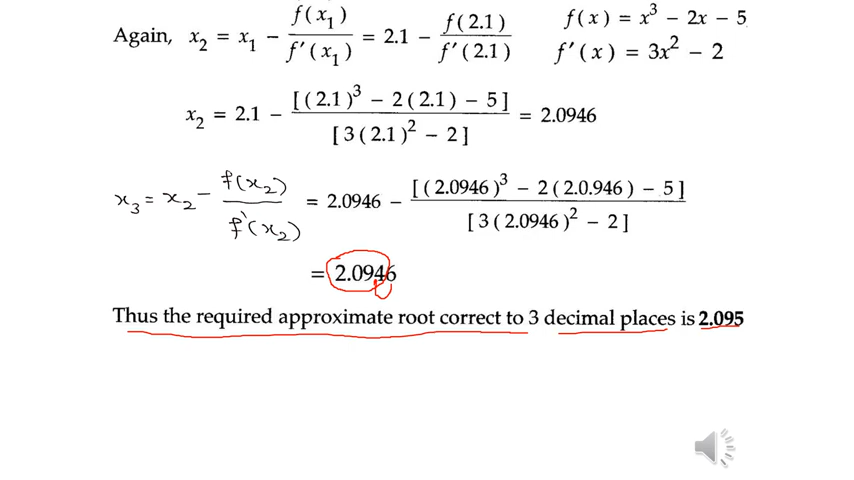 Again, x₂ = x₁ − f(x₁)/f′(x₁) = 2.1 − f(2.1)/f′(2.1)
f(x) = x³ − 2x − 5
f′(x) = 3x² − 2
x₂ = 2.1 − [(2.1)³ − 2(2.1) − 5]/[3(2.1)² − 2] = 2.0946
x₃ = x₂ − f(x₂)/f′(x₂) = 2.0946 − [(2.0946)³ − 2(2.0.946) − 5]/[3(2.0946)² − 2]
= 2.0946
Thus the required approximate root correct to 3 decimal places is 2.095